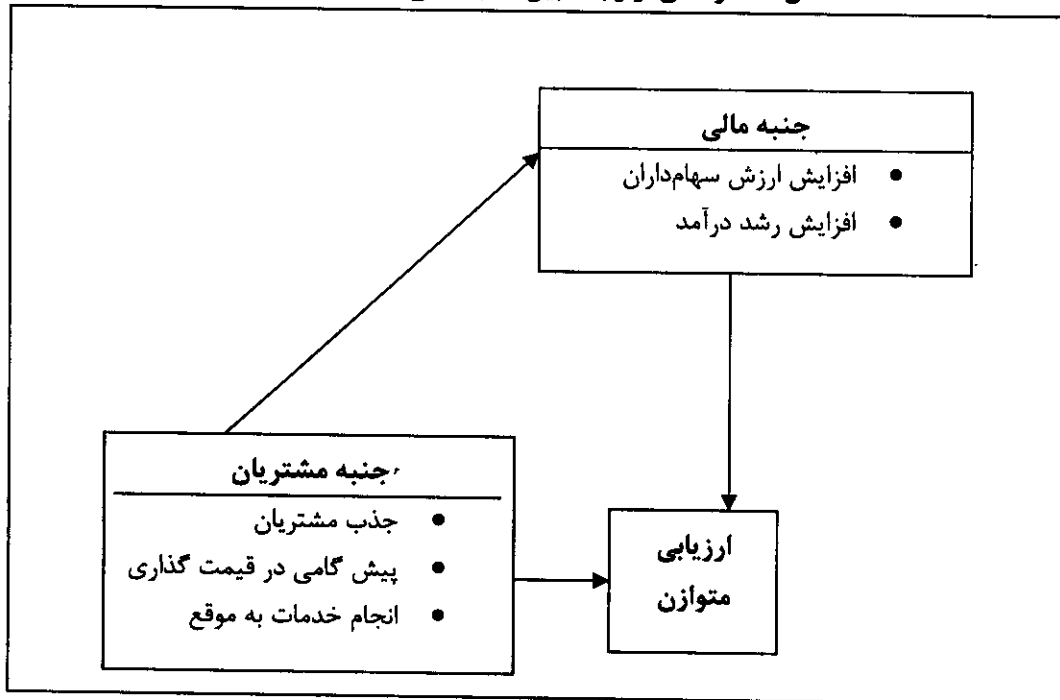 جنبه مالی
● افزایش ارزش سهام‌داران
● افزایش رشد درآمد
جنبه مشتریان
● جذب مشتریان
● پیش گامی در قیمت گذاری
● انجام خدمات به موقع
ارزیابی
متوازن